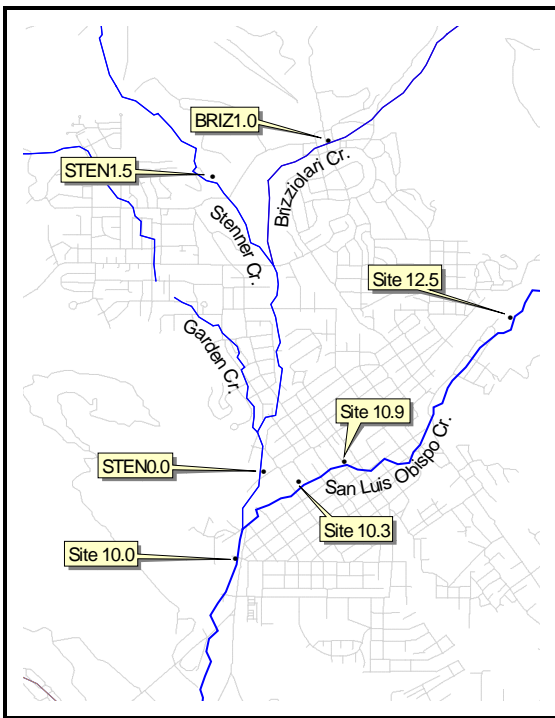 BRIZ1.0
STEN1.5
Brizziolari Cr.
Stenner Cr.
Site 12.5
Garden Cr.
Site 10.9
San Luis Obispo Cr.
STEN0.0
Site 10.3
Site 10.0